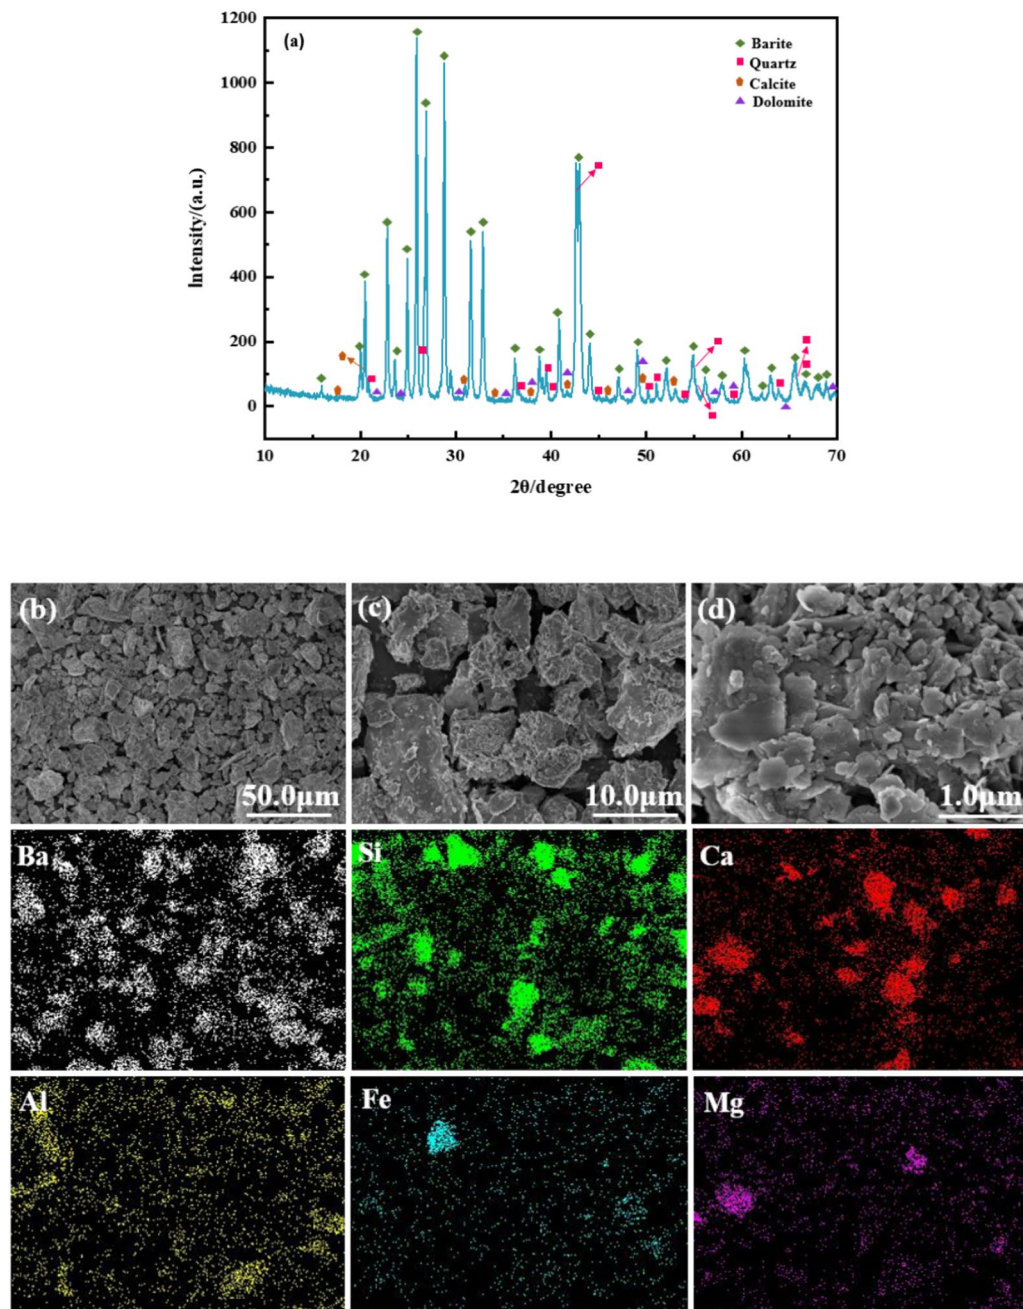 (a)
1200
1000
800
600
400
200
0
Intensity/(a.u.)
Barite
Quartz
Calcite
Dolomite
10 20 30 40 50 60 70
2θ/degree
(b) (c) (d)
50.0μm 10.0μm 1.0μm
Ba Si Ca
Al Fe Mg